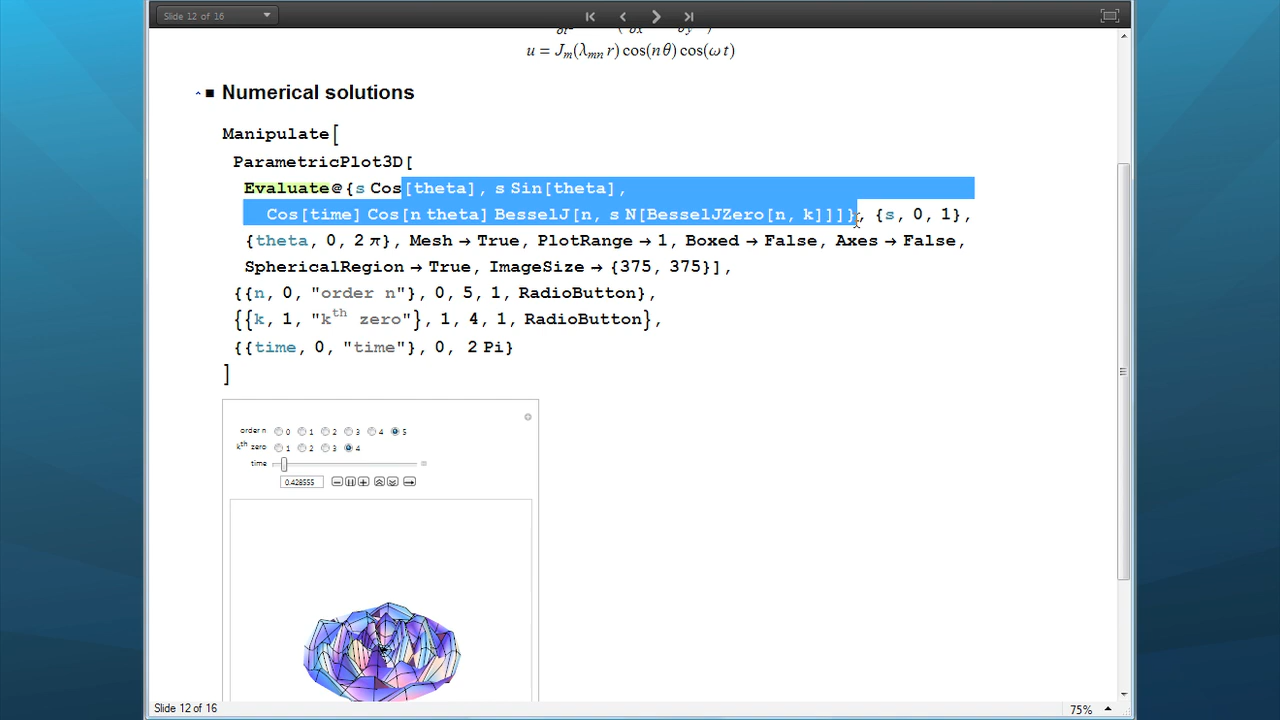 Slide 12 of 16
u = J_m(λ_mn r) cos(n θ) cos(ω t)
Numerical solutions
Manipulate[
ParametricPlot3D[
Evaluate@{s Cos[theta], s Sin[theta],
Cos[time] Cos[n theta] BesselJ[n, s N[BesselJZero[n, k]]]}, {s, 0, 1},
{theta, 0, 2 π}, Mesh → True, PlotRange → 1, Boxed → False, Axes → False,
SphericalRegion → True, ImageSize → {375, 375}],
{{n, 0, "order n"}, 0, 5, 1, RadioButton},
{{k, 1, "k^th zero"}, 1, 4, 1, RadioButton},
{{time, 0, "time"}, 0, 2 Pi}
]
order n 0 1 2 3 4 5
k^th zero 1 2 3 4
time
0.428555
Slide 12 of 16
75%